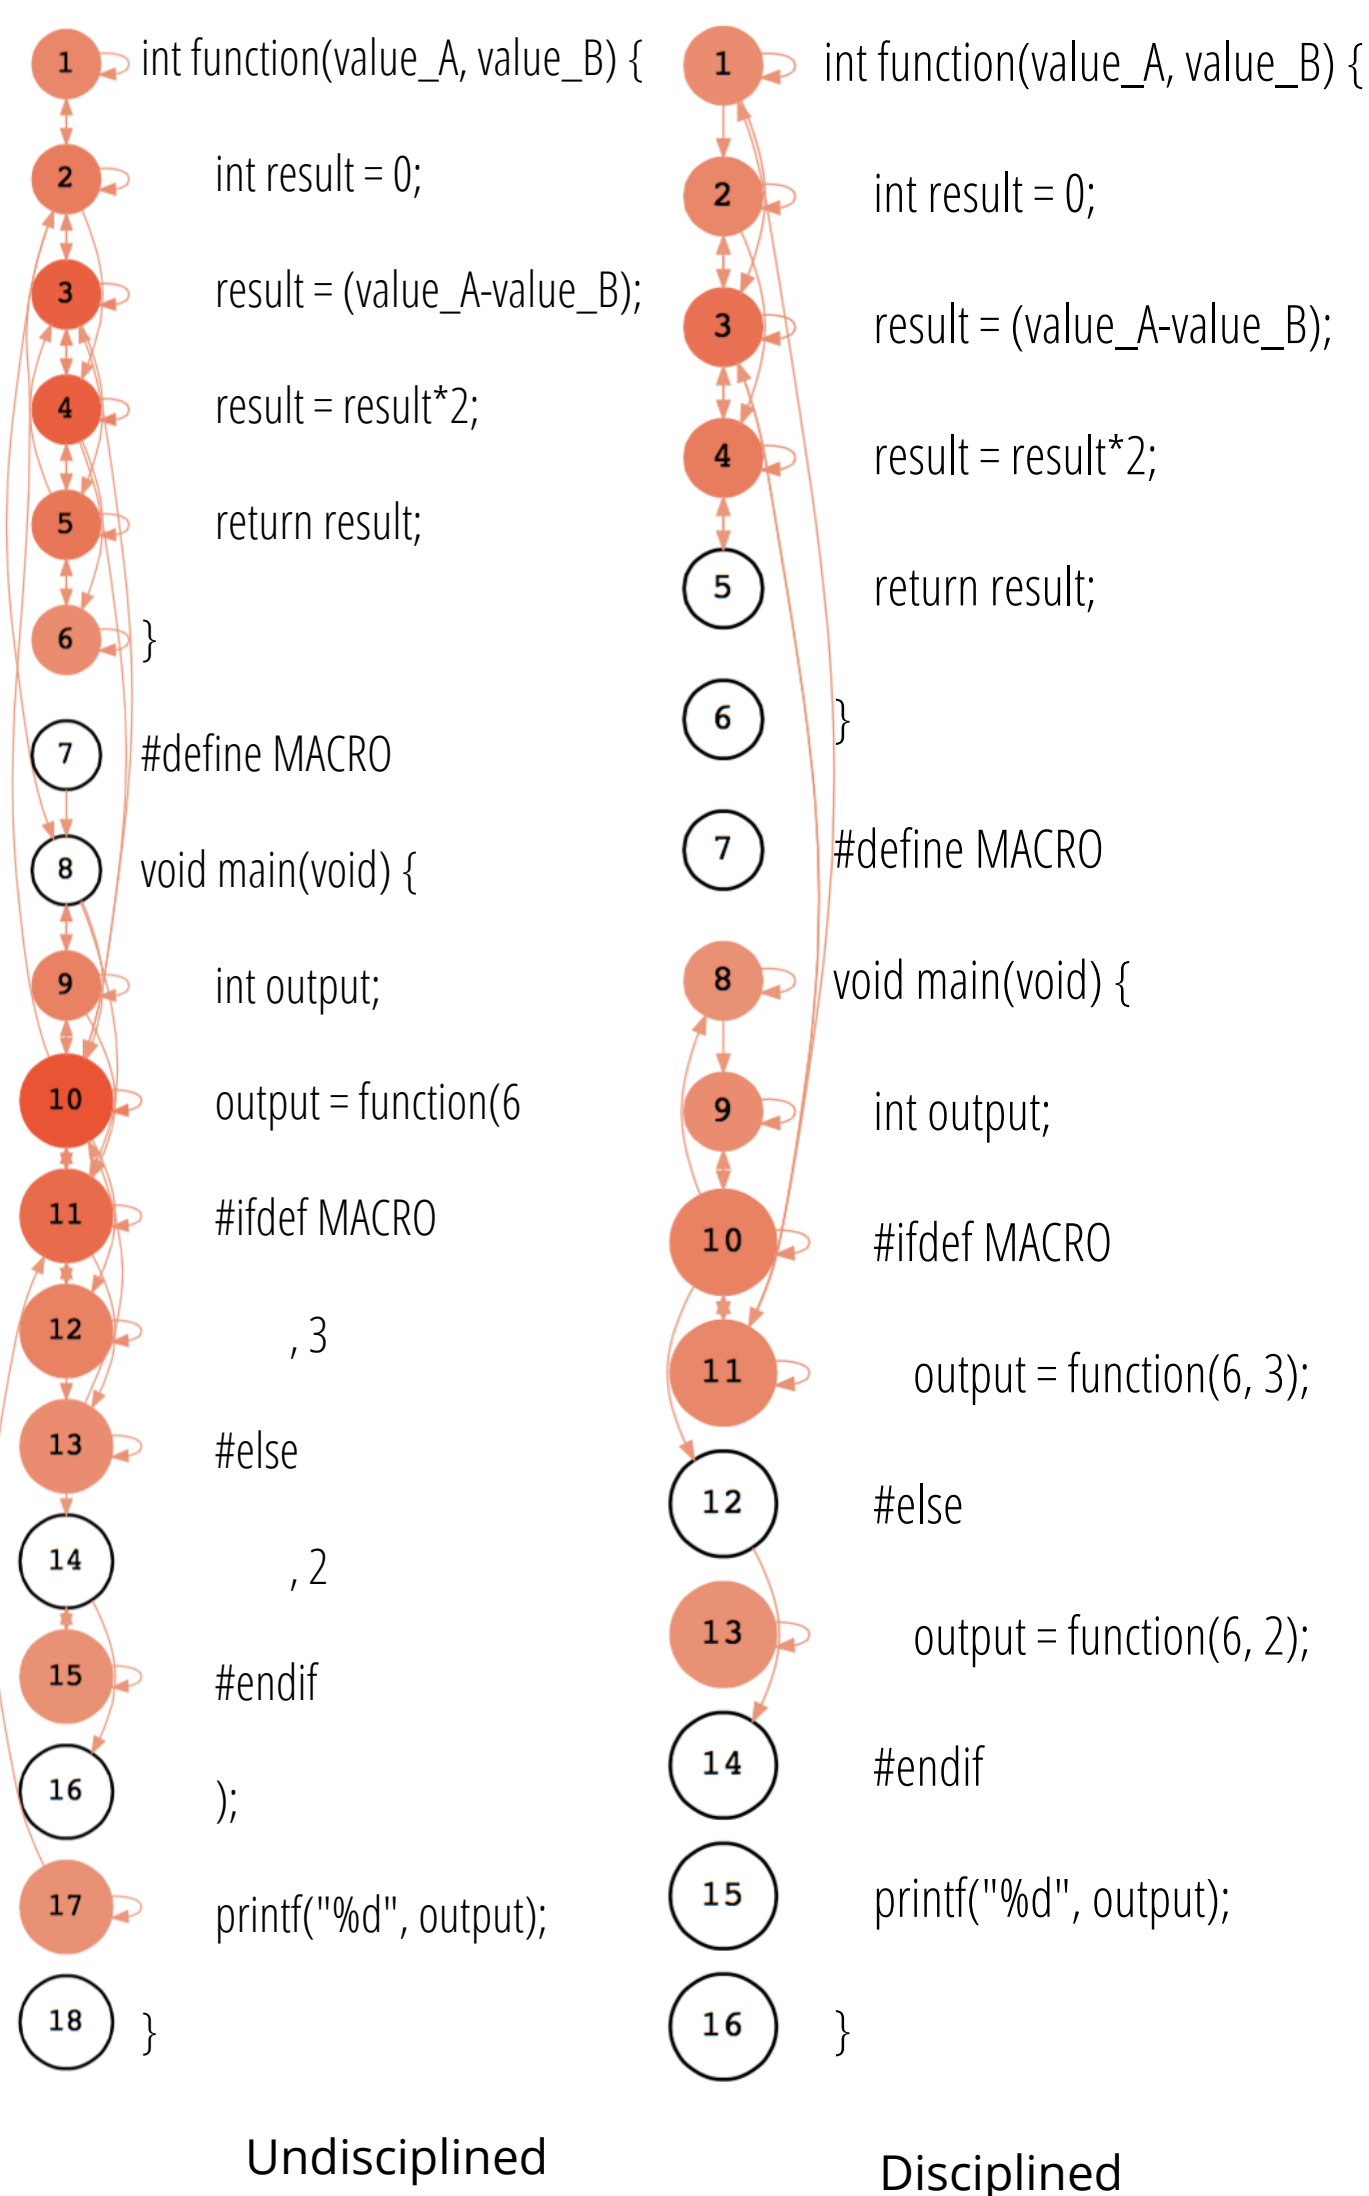 1 int function(value_A, value_B) {
2 int result = 0;
3 result = (value_A-value_B);
4 result = result*2;
5 return result;
6 }
7 #define MACRO
8 void main(void) {
9 int output;
10 output = function(6
11 #ifdef MACRO
12 , 3
13 #else
14 , 2
15 #endif
16 );
17 printf("%d", output);
18 }
Undisciplined
1 int function(value_A, value_B) {
2 int result = 0;
3 result = (value_A-value_B);
4 result = result*2;
5 return result;
6 }
7 #define MACRO
8 void main(void) {
9 int output;
10 #ifdef MACRO
11 output = function(6, 3);
12 #else
13 output = function(6, 2);
14 #endif
15 printf("%d", output);
16 }
Disciplined